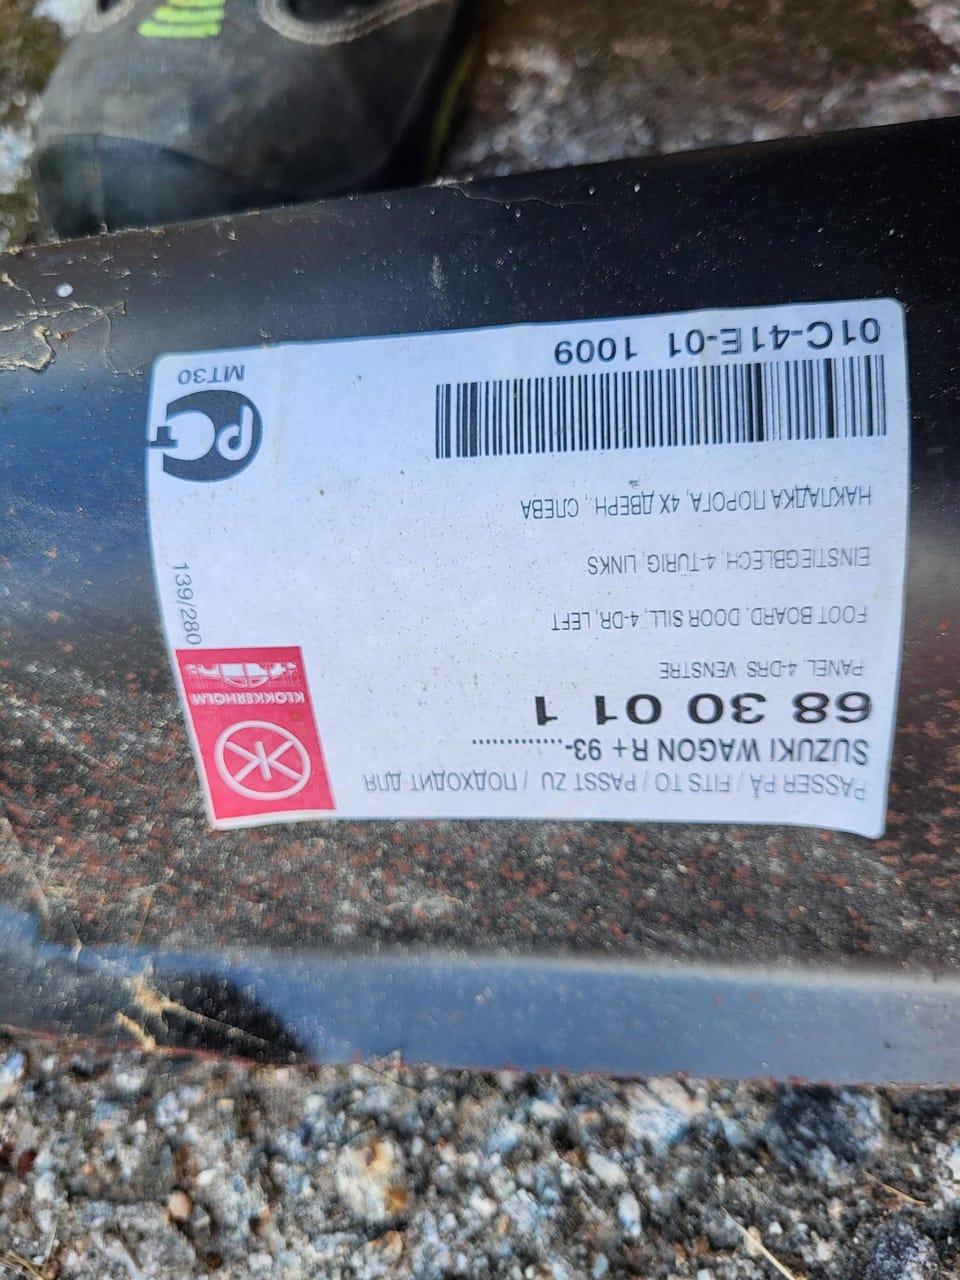 PASSER PÅ / FITS TO / PASST ZU / ПОДХОДИТ ДЛЯ
SUZUKI WAGON R+ 93-............
68 30 01 1
PANEL, 4-DRS, VENSTRE
FOOT BOARD, DOOR SILL, 4-DR, LEFT
EINSTIEGBLECH, 4-TÜRIG, LINKS
НАКЛАДКА ПОРОГА, 4X ДВЕРН., СЛЕВА
01C-41E-01 1009
KLOKKERHOLM
139/280
МТ30